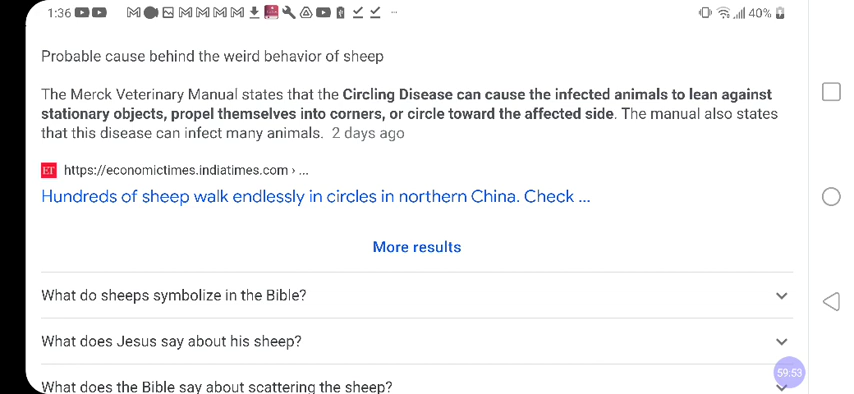 1:36
40%
Probable cause behind the weird behavior of sheep
The Merck Veterinary Manual states that the Circling Disease can cause the infected animals to lean against
stationary objects, propel themselves into corners, or circle toward the affected side. The manual also states
that this disease can infect many animals. 2 days ago
ET https://economictimes.indiatimes.com › ...
Hundreds of sheep walk endlessly in circles in northern China. Check ...
More results
What do sheeps symbolize in the Bible?
What does Jesus say about his sheep?
59:53
What does the Bible say about scattering the sheep?